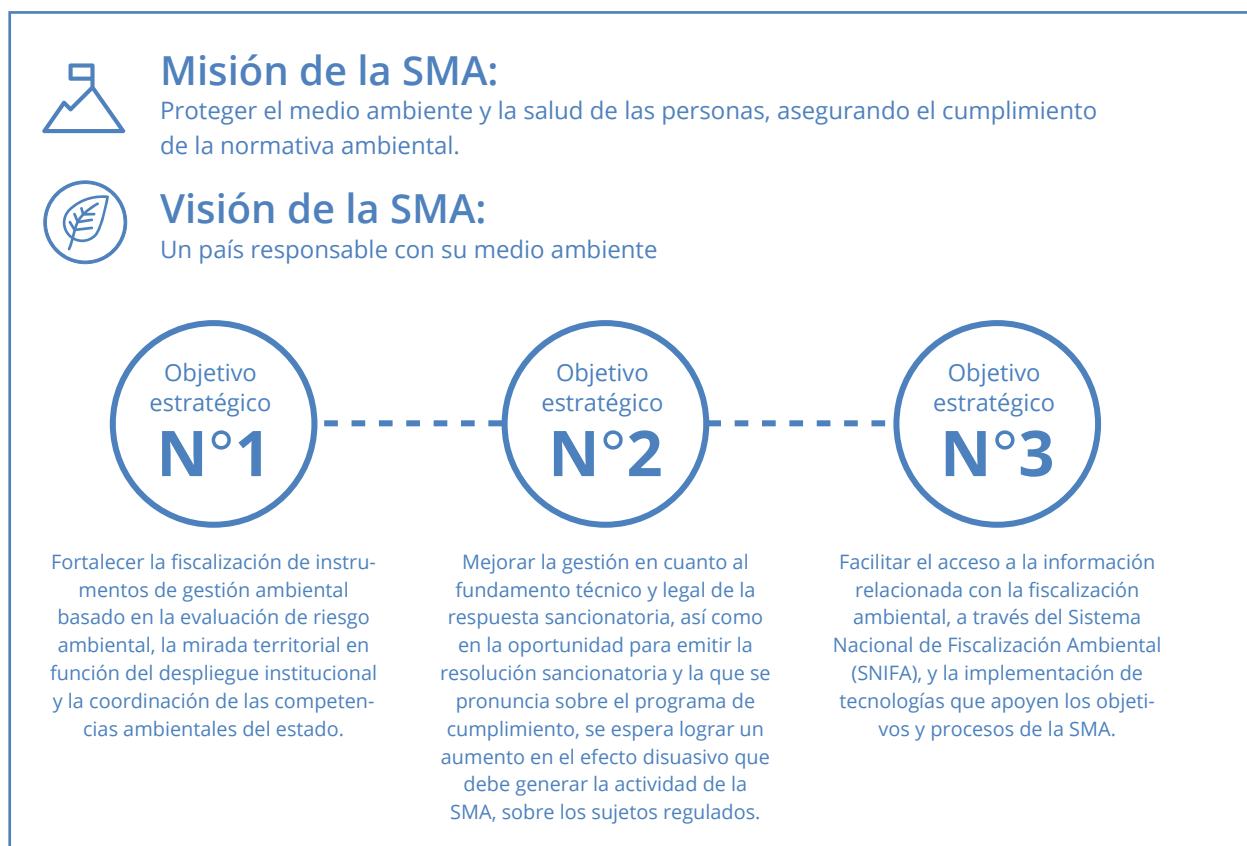 Misión de la SMA:
Proteger el medio ambiente y la salud de las personas, asegurando el cumplimiento
de la normativa ambiental.
Visión de la SMA:
Un país responsable con su medio ambiente
Objetivo
estratégico
N°1
Fortalecer la fiscalización de instru-
mentos de gestión ambiental
basado en la evaluación de riesgo
ambiental, la mirada territorial en
función del despliegue institucional
y la coordinación de las competen-
cias ambientales del estado.
Objetivo
estratégico
N°2
Mejorar la gestión en cuanto al
fundamento técnico y legal de la
respuesta sancionatoria, así como
en la oportunidad para emitir la
resolución sancionatoria y la que se
pronuncia sobre el programa de
cumplimiento, se espera lograr un
aumento en el efecto disuasivo que
debe generar la actividad de la
SMA, sobre los sujetos regulados.
Objetivo
estratégico
N°3
Facilitar el acceso a la información
relacionada con la fiscalización
ambiental, a través del Sistema
Nacional de Fiscalización Ambiental
(SNIFA), y la implementación de
tecnologías que apoyen los objeti-
vos y procesos de la SMA.